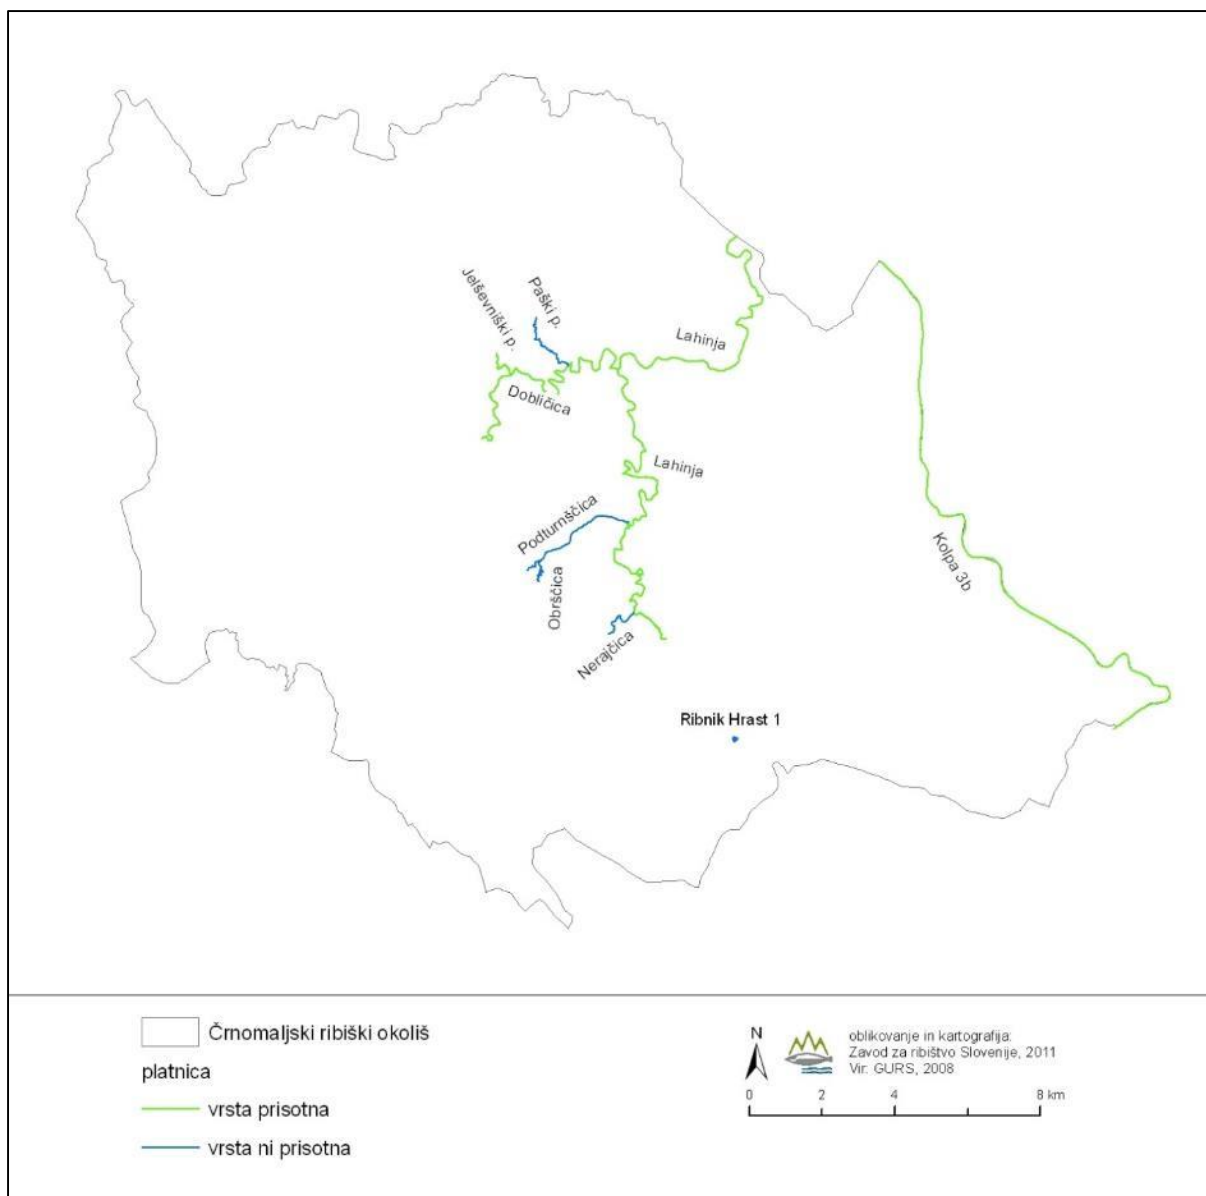 Jelševniški p.
Paški p.
Lahinja
Dobličica
Lahinja
Podturnščica
Obrščica
Nerajčica
Kolpa 3b
Ribnik Hrast 1
Črnomaljski ribiški okoliš
platnica
vrsta prisotna
vrsta ni prisotna
N
oblikovanje in kartografija:
Zavod za ribištvo Slovenije, 2011
Vir: GURS, 2008
0 2 4 8 km